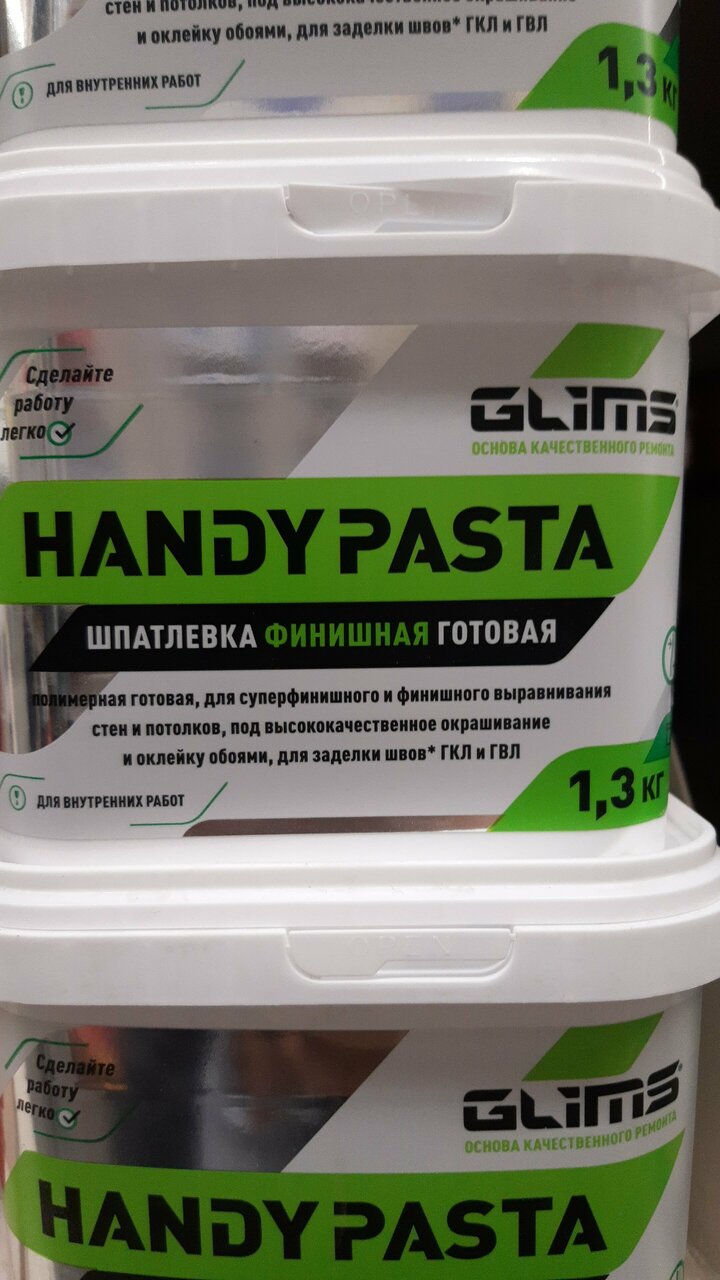 стен и потолков, под высококачественное окрашивание
и оклейку обоями, для заделки швов* ГКЛ и ГВЛ
ДЛЯ ВНУТРЕННИХ РАБОТ
1,3 кг
OPEN
Сделайте
работу
легко
GLIMS
ОСНОВА КАЧЕСТВЕННОГО РЕМОНТА
HANDY PASTA
ШПАТЛЕВКА ФИНИШНАЯ ГОТОВАЯ
полимерная готовая, для суперфинишного и финишного выравнивания
стен и потолков, под высококачественное окрашивание
и оклейку обоями, для заделки швов* ГКЛ и ГВЛ
ДЛЯ ВНУТРЕННИХ РАБОТ
1,3 кг
OPEN
Сделайте
работу
легко
GLIMS
ОСНОВА КАЧЕСТВЕННОГО РЕМОНТА
HANDY PASTA